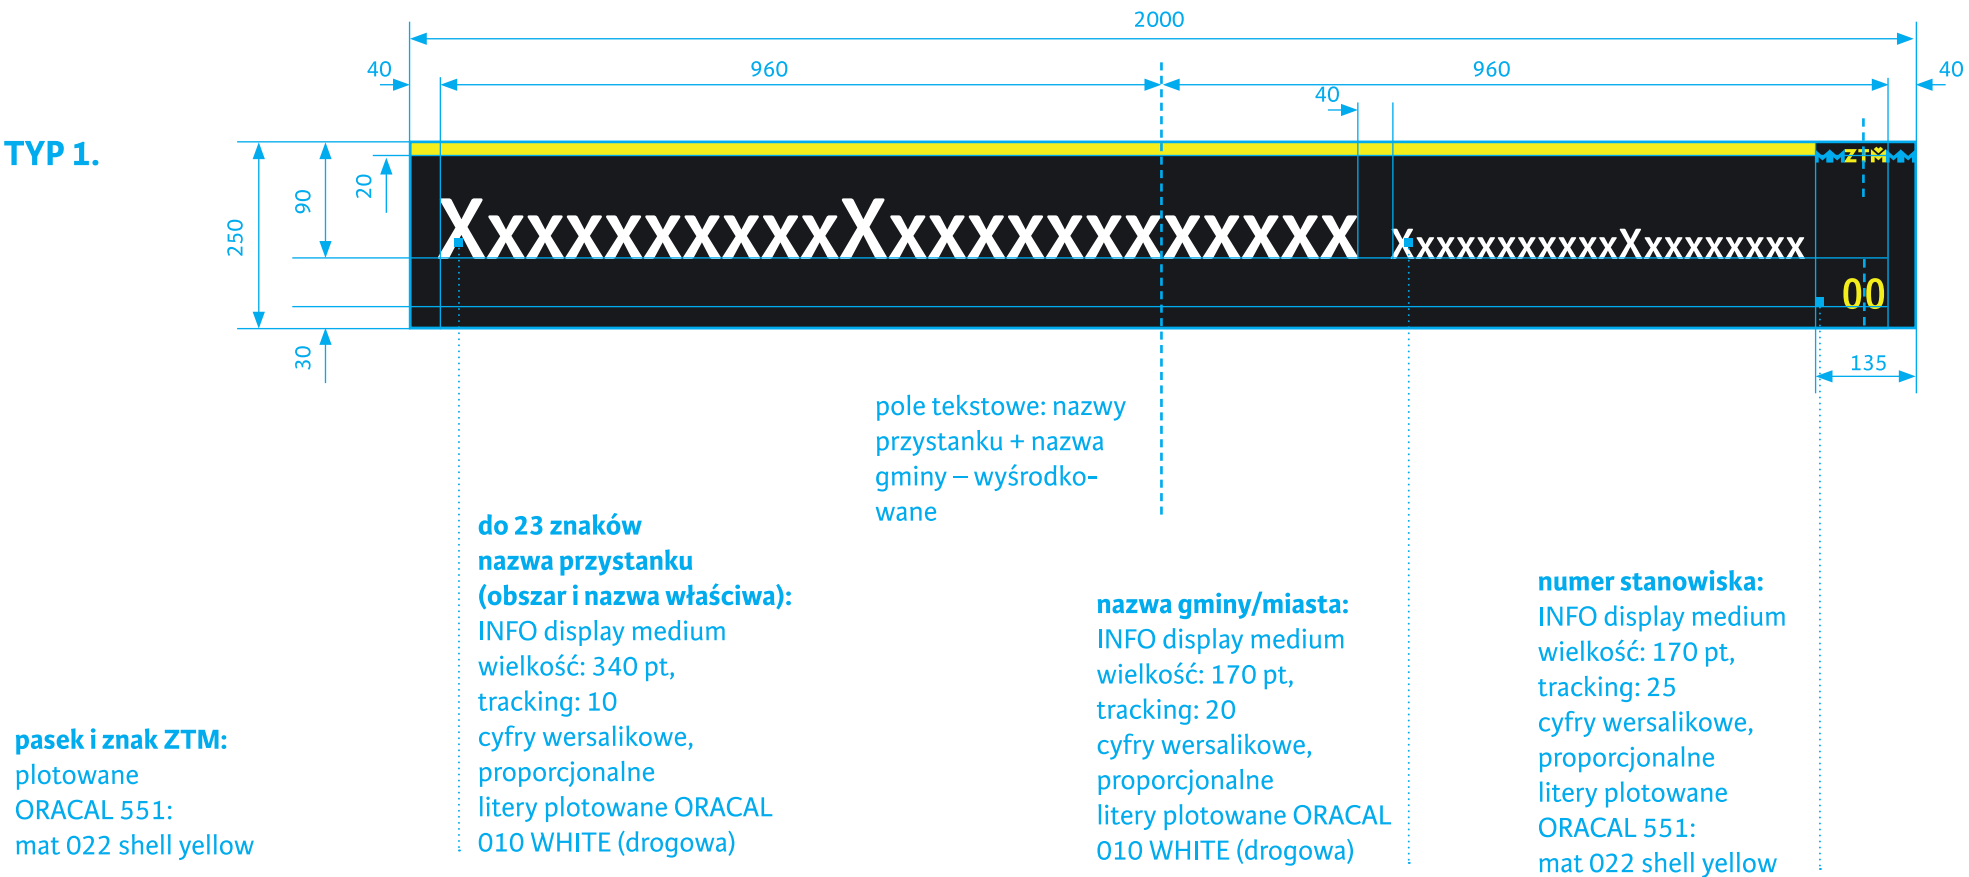 2000
40
960
960
40
40
TYP 1.
ZTM
250
90
20
XxxxxxxxxxXxxxxxxxxxxxx
XxxxxxxxxxxXxxxxxxxx
00
30
135
pole tekstowe: nazwy
przystanku + nazwa
gminy – wyśrodko-
wane
do 23 znaków
nazwa przystanku
(obszar i nazwa właściwa):
INFO display medium
wielkość: 340 pt,
tracking: 10
cyfry wersalikowe,
proporcjonalne
litery plotowane ORACAL
010 WHITE (drogowa)
nazwa gminy/miasta:
INFO display medium
wielkość: 170 pt,
tracking: 20
cyfry wersalikowe,
proporcjonalne
litery plotowane ORACAL
010 WHITE (drogowa)
numer stanowiska:
INFO display medium
wielkość: 170 pt,
tracking: 25
cyfry wersalikowe,
proporcjonalne
litery plotowane
ORACAL 551:
mat 022 shell yellow
pasek i znak ZTM:
plotowane
ORACAL 551:
mat 022 shell yellow